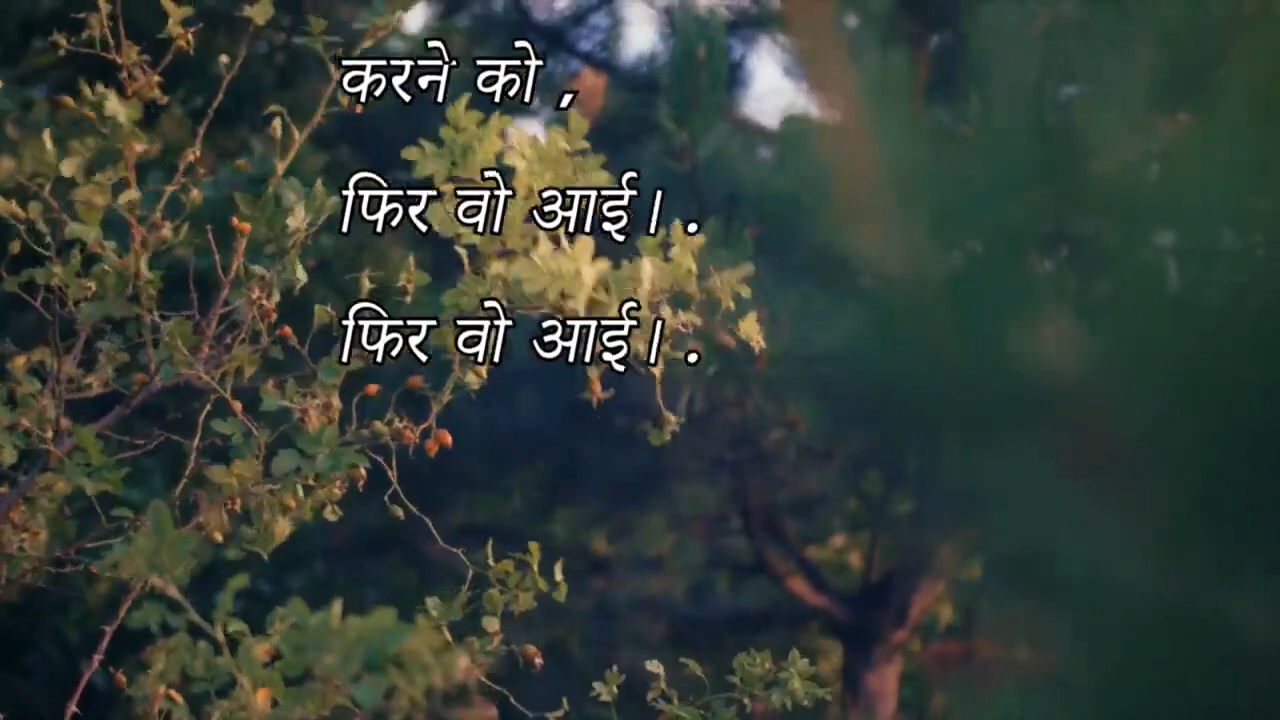 करने को ,
फिर वो आई। .
फिर वो आई। .